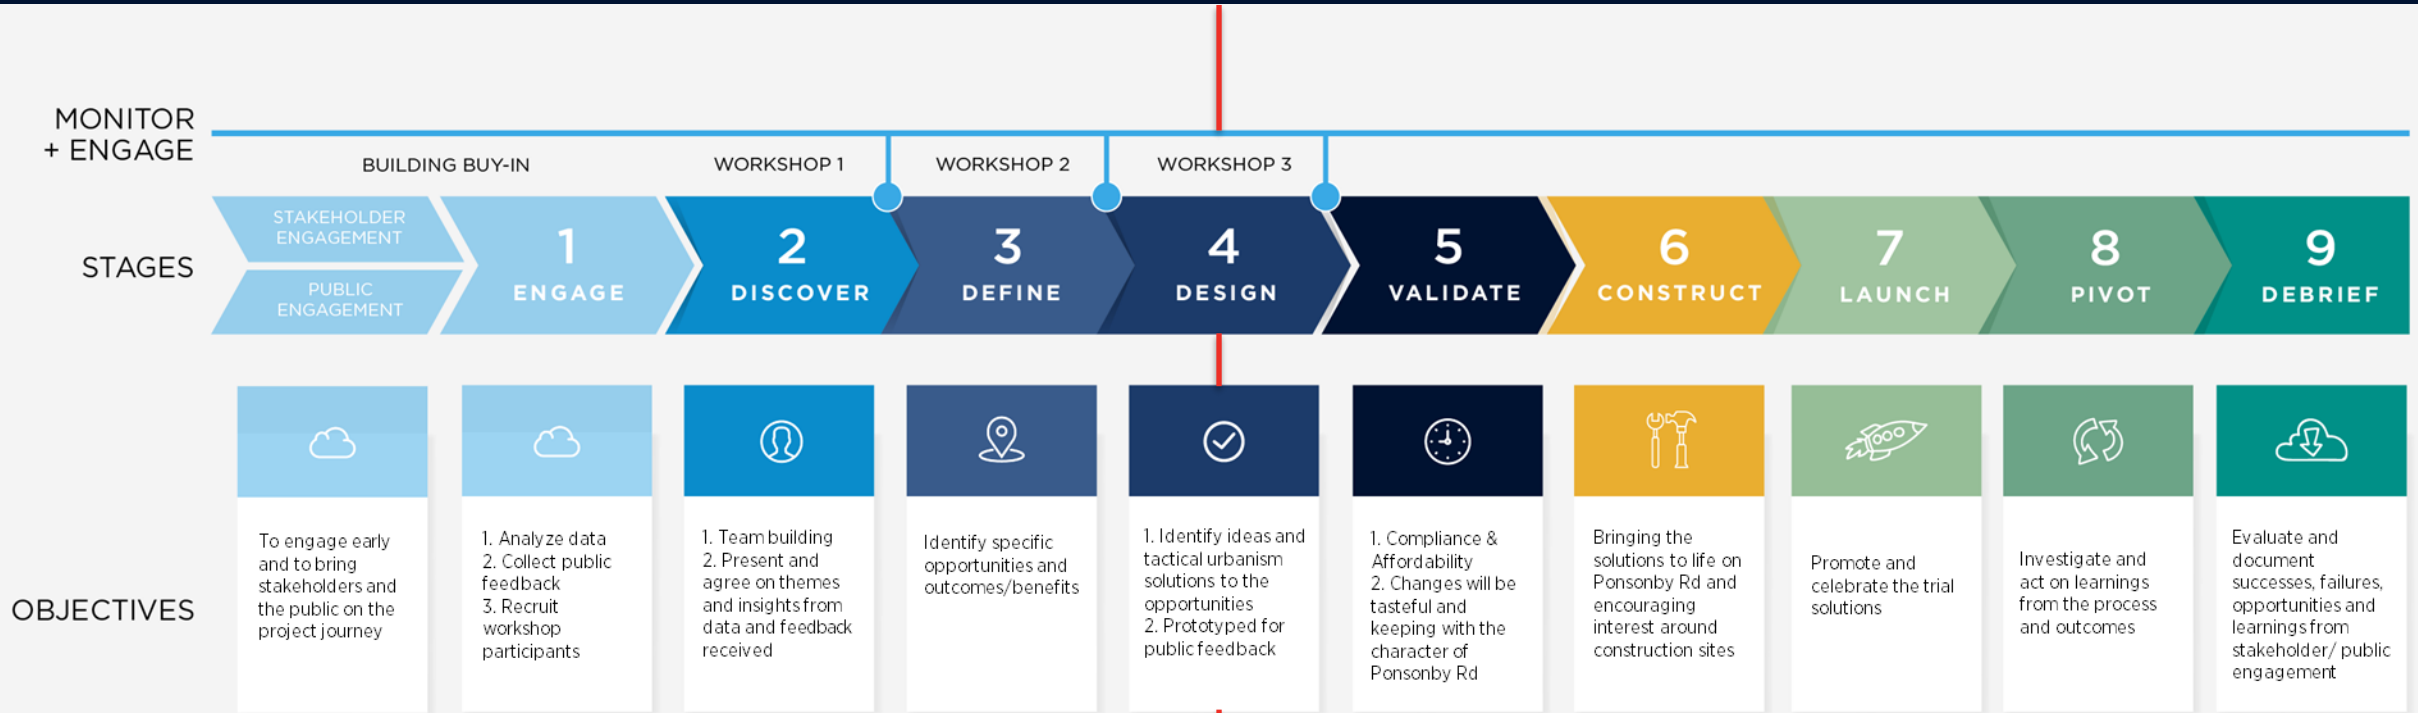 MONITOR
+ ENGAGE
BUILDING BUY-IN
WORKSHOP 1
WORKSHOP 2
WORKSHOP 3
STAGES
STAKEHOLDER
ENGAGEMENT
PUBLIC
ENGAGEMENT
1
ENGAGE
2
DISCOVER
3
DEFINE
4
DESIGN
5
VALIDATE
6
CONSTRUCT
7
LAUNCH
8
PIVOT
9
DEBRIEF
OBJECTIVES
To engage early
and to bring
stakeholders and
the public on the
project journey
1. Analyze data
2. Collect public
feedback
3. Recruit
workshop
participants
1. Team building
2. Present and
agree on themes
and insights from
data and feedback
received
Identify specific
opportunities and
outcomes/benefits
1. Identify ideas and
tactical urbanism
solutions to the
opportunities
2. Prototyped for
public feedback
1. Compliance &
Affordability
2. Changes will be
tasteful and
keeping with the
character of
Ponsonby Rd
Bringing the
solutions to life on
Ponsonby Rd and
encouraging
interest around
construction sites
Promote and
celebrate the trial
solutions
Investigate and
act on learnings
from the process
and outcomes
Evaluate and
document
successes, failures,
opportunities and
learnings from
stakeholder/ public
engagement